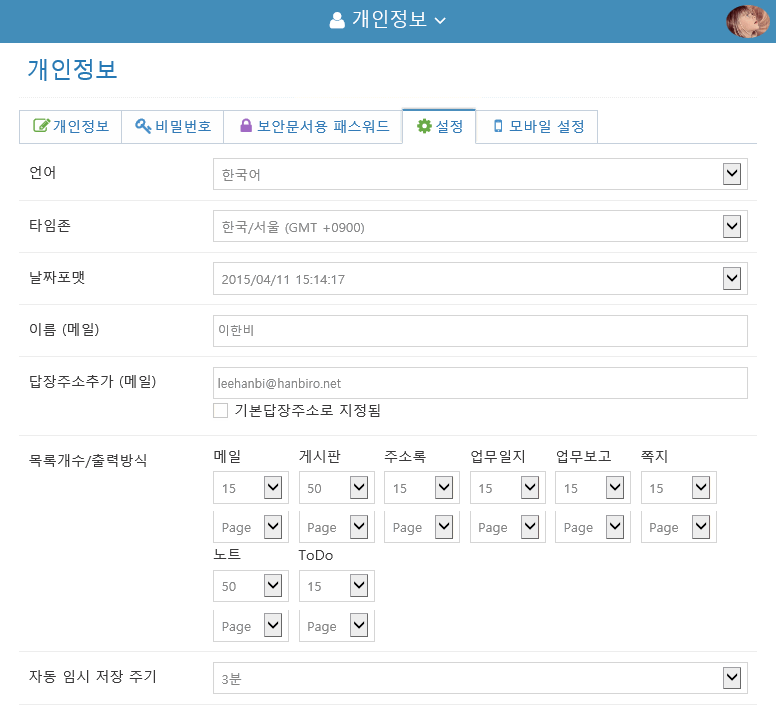 개인정보
개인정보
개인정보 비밀번호 보안문서용 패스워드 설정 모바일 설정
언어 한국어
타임존 한국/서울 (GMT +0900)
날짜포맷 2015/04/11 15:14:17
이름 (메일) 이한비
답장주소추가 (메일) leehanbi@hanbiro.net
기본답장주소로 지정됨
목록개수/출력방식 메일 게시판 주소록 업무일지 업무보고 쪽지
15 50 15 15 15 15
Page Page Page Page Page Page
노트 ToDo
50 15
Page Page
자동 임시 저장 주기 3분